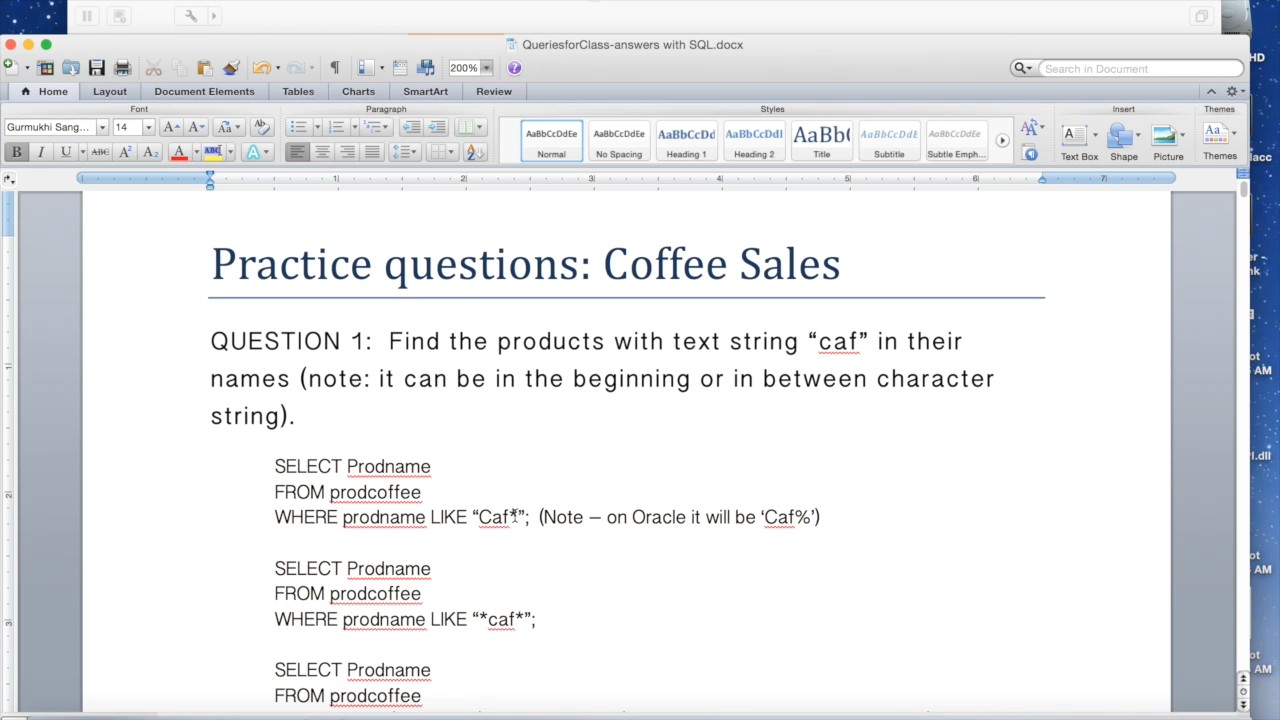 QueriesforClass-answers with SQL.docx
200%
Search in Document
Home Layout Document Elements Tables Charts SmartArt Review
Font Paragraph Styles Insert Themes
Gurmukhi Sang... 14
AaBbCcDdEe AaBbCcDdEe AaBbCcDd AaBbCcDdI AaBb( AaBbCcDdE AaBbCcDdEe
Normal No Spacing Heading 1 Heading 2 Title Subtitle Subtle Emph... Text Box Shape Picture Themes
Practice questions: Coffee Sales
QUESTION 1: Find the products with text string “caf” in their
names (note: it can be in the beginning or in between character
string).
SELECT Prodname
FROM prodcoffee
WHERE prodname LIKE “Caf*”; (Note – on Oracle it will be ‘Caf%’)
SELECT Prodname
FROM prodcoffee
WHERE prodname LIKE “*caf*”;
SELECT Prodname
FROM prodcoffee